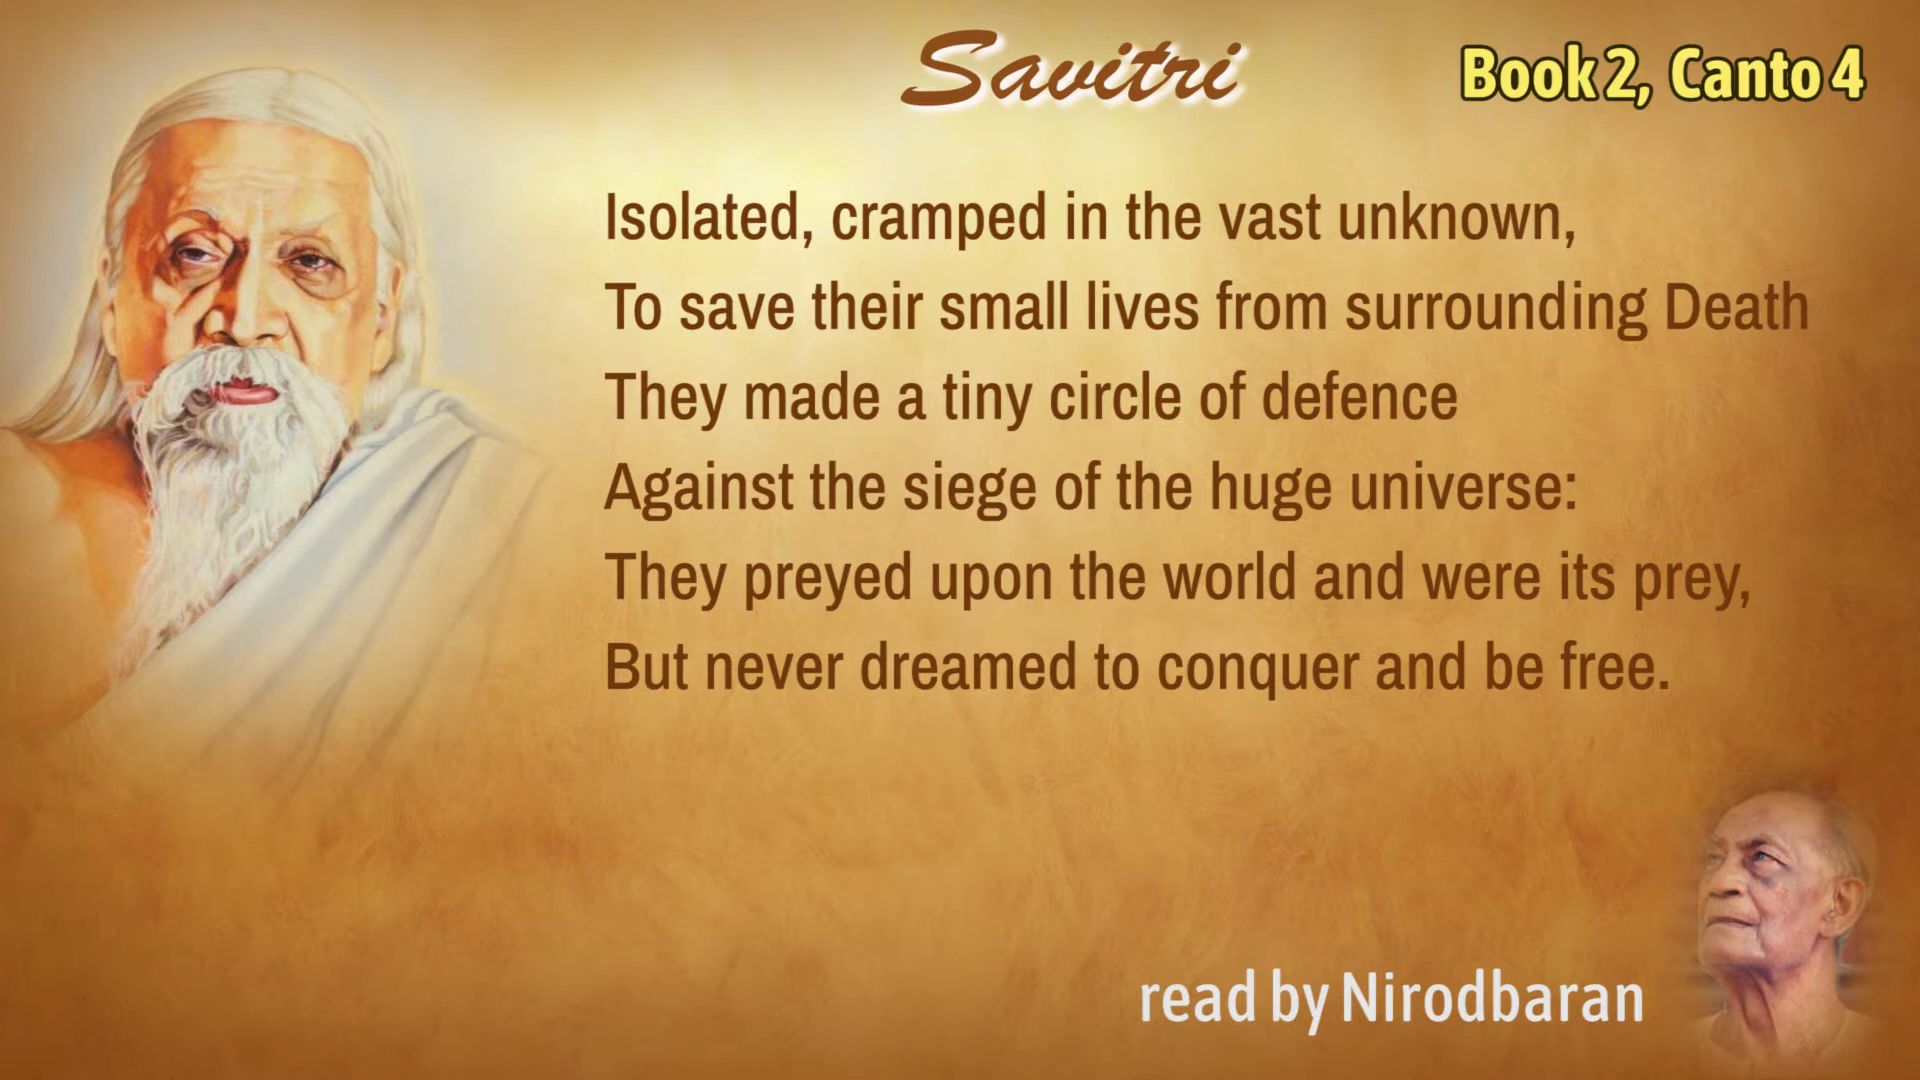 Savitri
Book 2, Canto 4
Isolated, cramped in the vast unknown,
To save their small lives from surrounding Death
They made a tiny circle of defence
Against the siege of the huge universe:
They preyed upon the world and were its prey,
But never dreamed to conquer and be free.
read by Nirodbaran